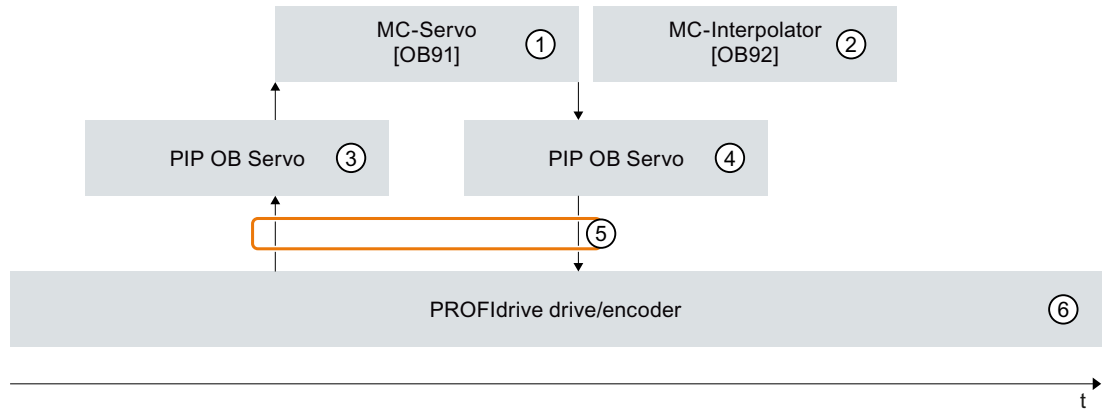 MC-Servo
[OB91]
1
MC-Interpolator
[OB92]
2
PIP OB Servo
3
PIP OB Servo
4
5
PROFIdrive drive/encoder
6
t